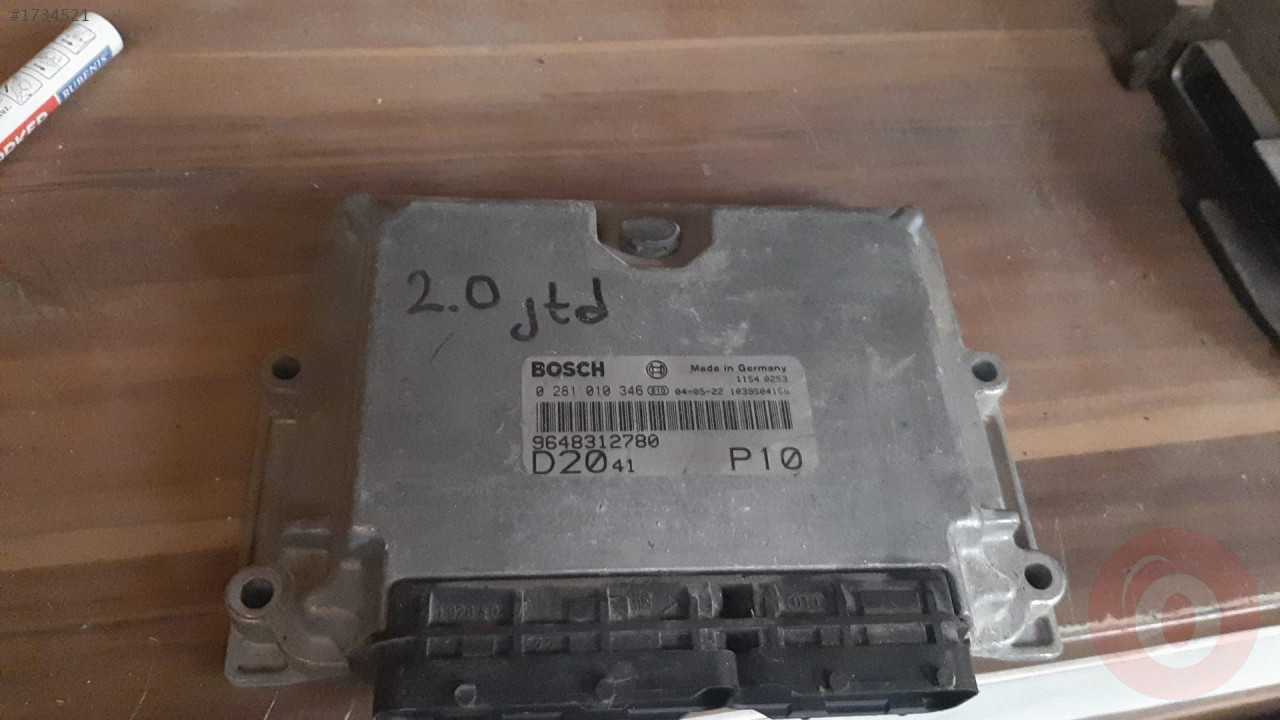 #1734521
RUBENIS
2.0 jtd
BOSCH
Made in Germany
1154 0253
0 281 010 346 04-05-22
9648312780
D20 41 P10